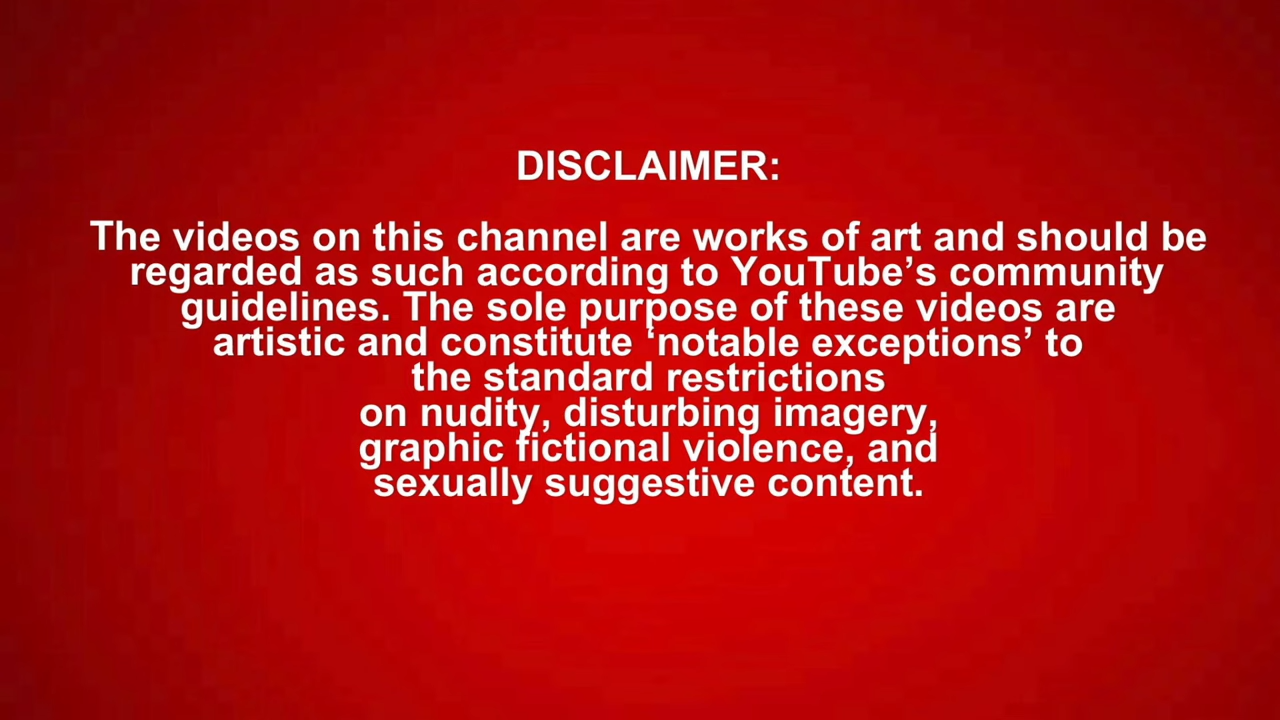 DISCLAIMER:
The videos on this channel are works of art and should be
regarded as such according to YouTube’s community
guidelines. The sole purpose of these videos are
artistic and constitute ‘notable exceptions’ to
the standard restrictions
on nudity, disturbing imagery,
graphic fictional violence, and
sexually suggestive content.